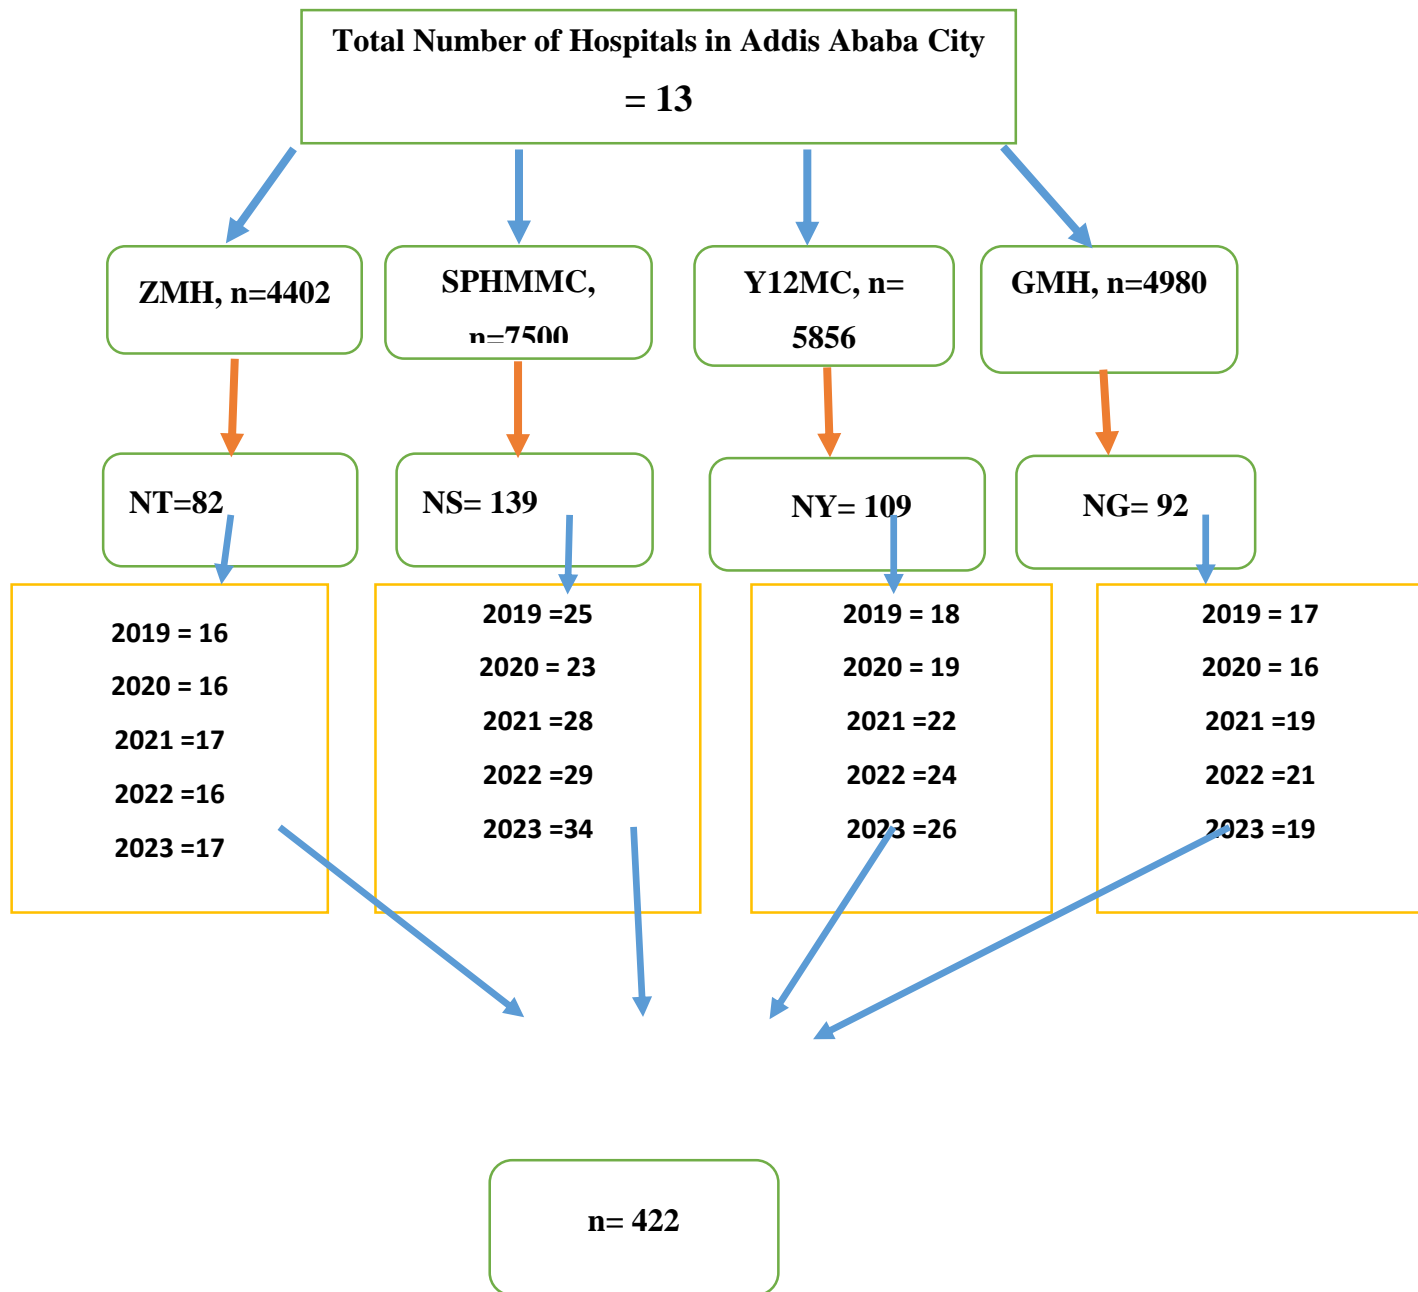 Total Number of Hospitals in Addis Ababa City
= 13
ZMH, n=4402
SPHMMC,
n=7500
Y12MC, n=
5856
GMH, n=4980
NT=82
NS= 139
NY= 109
NG= 92
2019 = 16
2020 = 16
2021 =17
2022 =16
2023 =17
2019 =25
2020 = 23
2021 =28
2022 =29
2023 =34
2019 = 18
2020 =19
2021 =22
2022 =24
2023 =26
2019 = 17
2020 = 16
2021 =19
2022 =21
2023 =19
n= 422